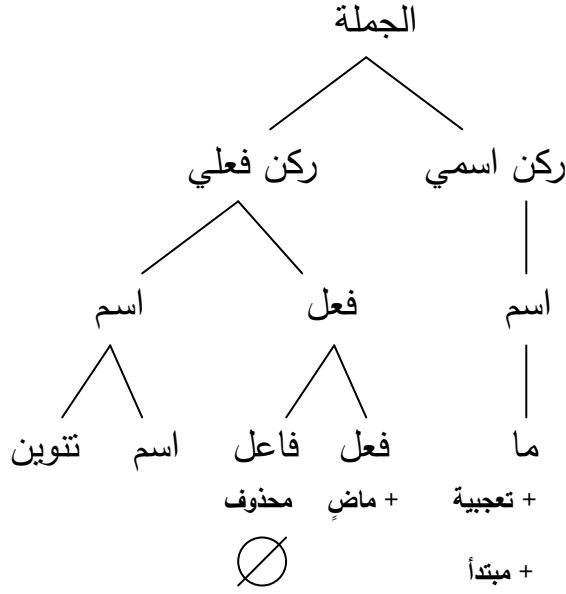 الجملة
ركن اسمي ركن فعلي
اسم فعل اسم
ما فعل فاعل اسم تنوين
+ تعجبية + ماضٍ محذوف
+ مبتدأ ∅